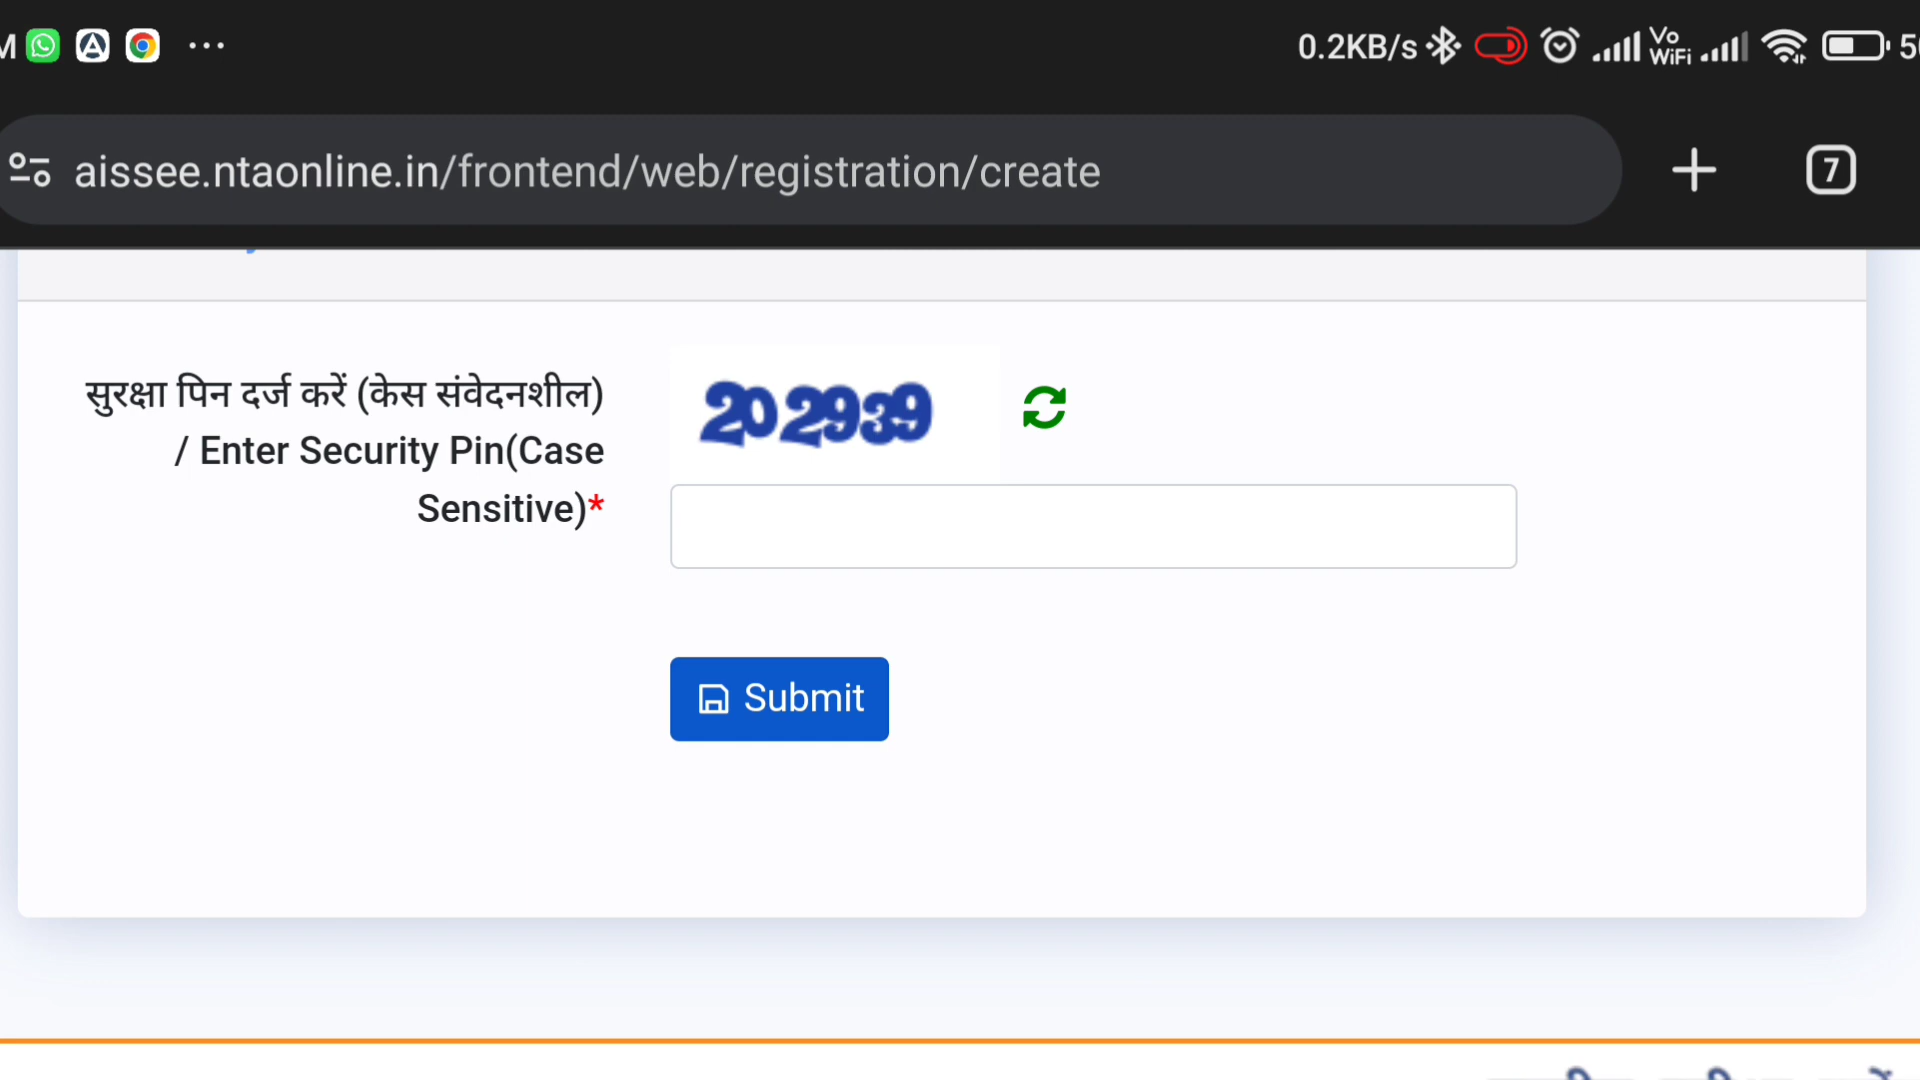 0.2KB/s Vo WiFi
aissee.ntaonline.in/frontend/web/registration/create
7
सुरक्षा पिन दर्ज करें (केस संवेदनशील)
/ Enter Security Pin(Case
Sensitive)*
202939
Submit